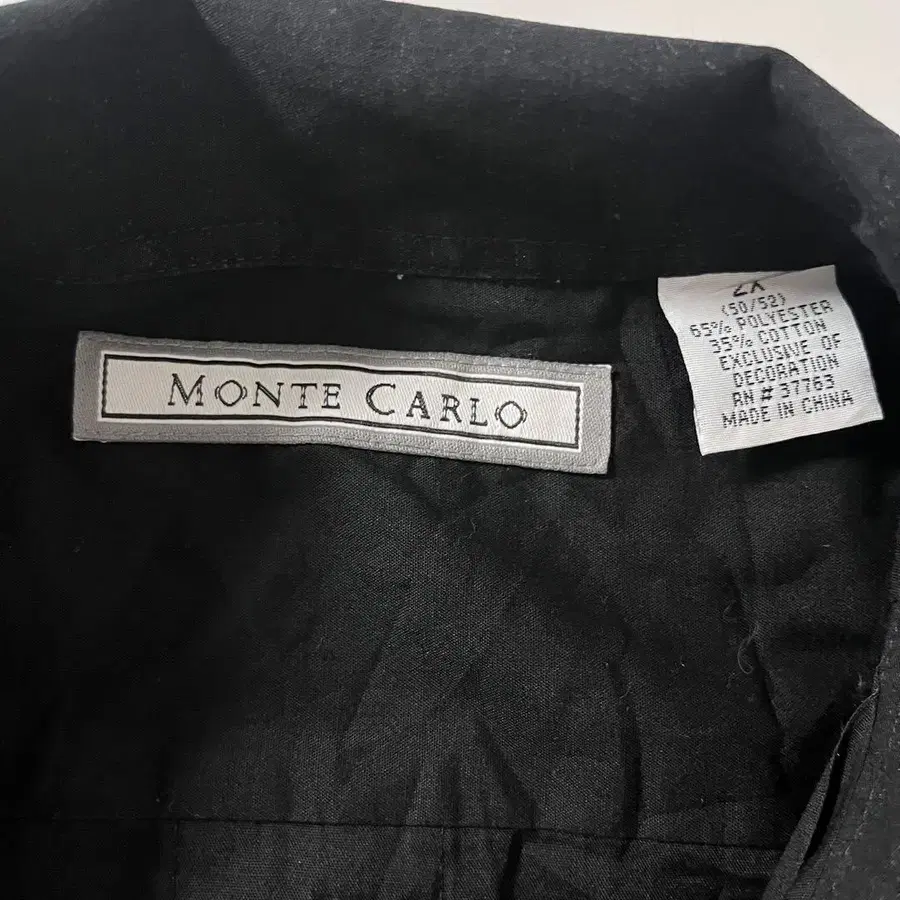 MONTE CARLO
2X
(50/52)
65% POLYESTER
35% COTTON
EXCLUSIVE OF
DECORATION
RN # 37763
MADE IN CHINA